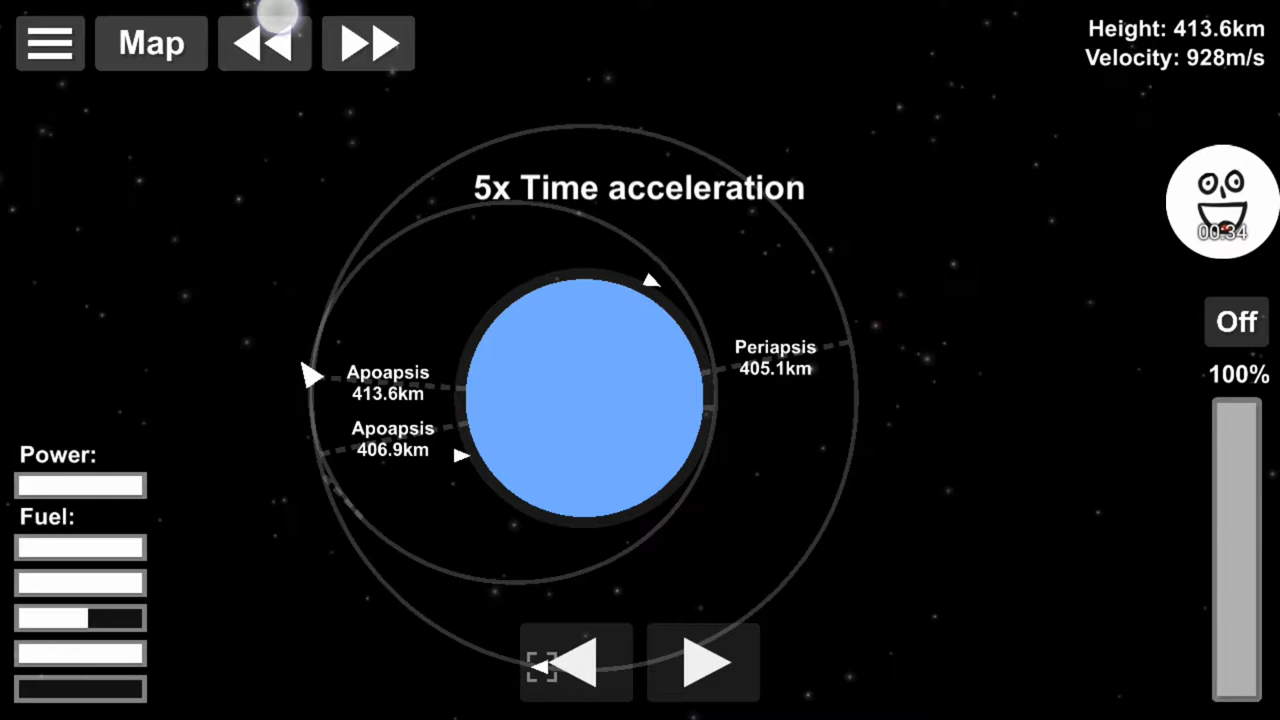 Map
Height: 413.6km
Velocity: 928m/s
5x Time acceleration
00:34
Off
100%
Periapsis
405.1km
Apoapsis
413.6km
Apoapsis
406.9km
Power:
Fuel: